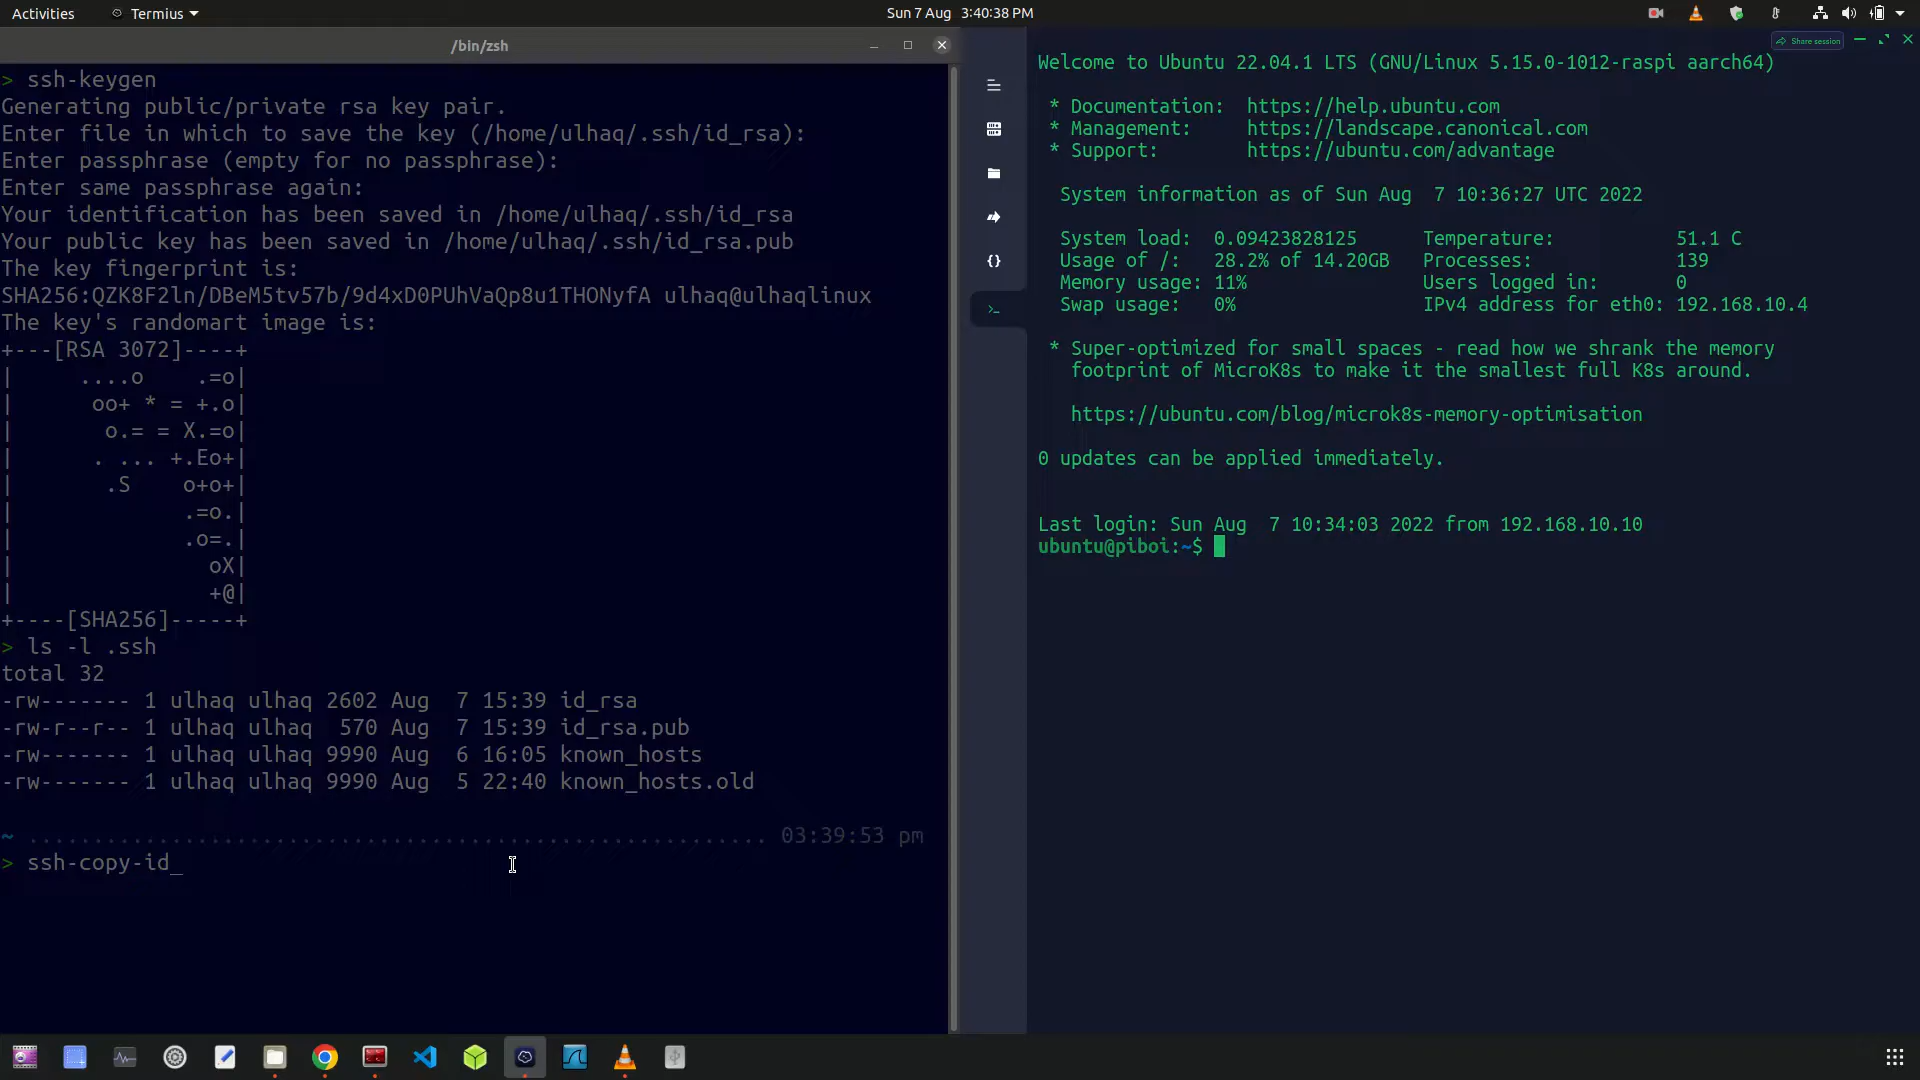 Activities
Termius
Sun 7 Aug 3:40:38 PM
/bin/zsh
> ssh-keygen
Generating public/private rsa key pair.
Enter file in which to save the key (/home/ulhaq/.ssh/id_rsa):
Enter passphrase (empty for no passphrase):
Enter same passphrase again:
Your identification has been saved in /home/ulhaq/.ssh/id_rsa
Your public key has been saved in /home/ulhaq/.ssh/id_rsa.pub
The key fingerprint is:
SHA256:QZK8F2ln/DBeM5tv57b/9d4xD0PUhVaQp8u1THONyfA ulhaq@ulhaqlinux
The key's randomart image is:
+---[RSA 3072]----+
|      ....o    .=o|
|       oo+ * = +.o|
|        o.= = X.=o|
|       . ... +.Eo+|
|        .S    o+o+|
|              .=o.|
|              .o=.|
|                oX|
|                +@|
+----[SHA256]-----+
> ls -l .ssh
total 32
-rw------- 1 ulhaq ulhaq 2602 Aug  7 15:39 id_rsa
-rw-r--r-- 1 ulhaq ulhaq  570 Aug  7 15:39 id_rsa.pub
-rw------- 1 ulhaq ulhaq 9990 Aug  6 16:05 known_hosts
-rw------- 1 ulhaq ulhaq 9990 Aug  5 22:40 known_hosts.old
~ ......................................................... 03:39:53 pm
> ssh-copy-id_
Share session
Welcome to Ubuntu 22.04.1 LTS (GNU/Linux 5.15.0-1012-raspi aarch64)
* Documentation:  https://help.ubuntu.com
* Management:     https://landscape.canonical.com
* Support:        https://ubuntu.com/advantage
System information as of Sun Aug  7 10:36:27 UTC 2022
System load:  0.09423828125      Temperature:           51.1 C
Usage of /:   28.2% of 14.20GB   Processes:             139
Memory usage: 11%                Users logged in:       0
Swap usage:   0%                 IPv4 address for eth0: 192.168.10.4
* Super-optimized for small spaces - read how we shrank the memory
footprint of MicroK8s to make it the smallest full K8s around.
https://ubuntu.com/blog/microk8s-memory-optimisation
0 updates can be applied immediately.
Last login: Sun Aug  7 10:34:03 2022 from 192.168.10.10
ubuntu@piboi:~$